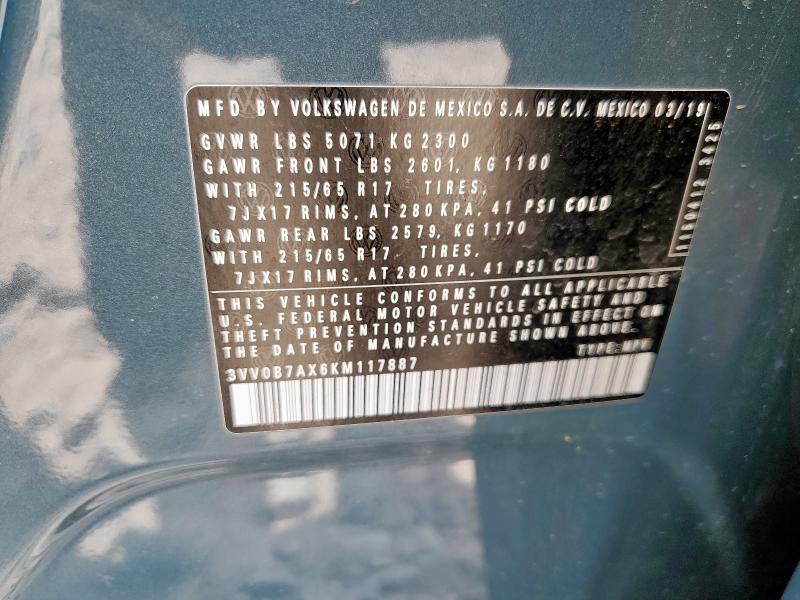 MFD BY VOLKSWAGEN DE MEXICO S.A. DE C.V. MEXICO 03/19
GVWR LBS 5071, KG 2300
GAWR FRONT LBS 2601, KG 1180
WITH 215/65 R17 TIRES,
7JX17 RIMS, AT 280 KPA, 41 PSI COLD
GAWR REAR LBS 2579, KG 1170
WITH 215/65 R17 TIRES,
7JX17 RIMS, AT 280 KPA, 41 PSI COLD
THIS VEHICLE CONFORMS TO ALL APPLICABLE
U.S. FEDERAL MOTOR VEHICLE SAFETY AND
THEFT PREVENTION STANDARDS IN EFFECT ON
THE DATE OF MANUFACTURE SHOWN ABOVE.
TYPE: MPV
3VV0B7AX6KM117887
3425